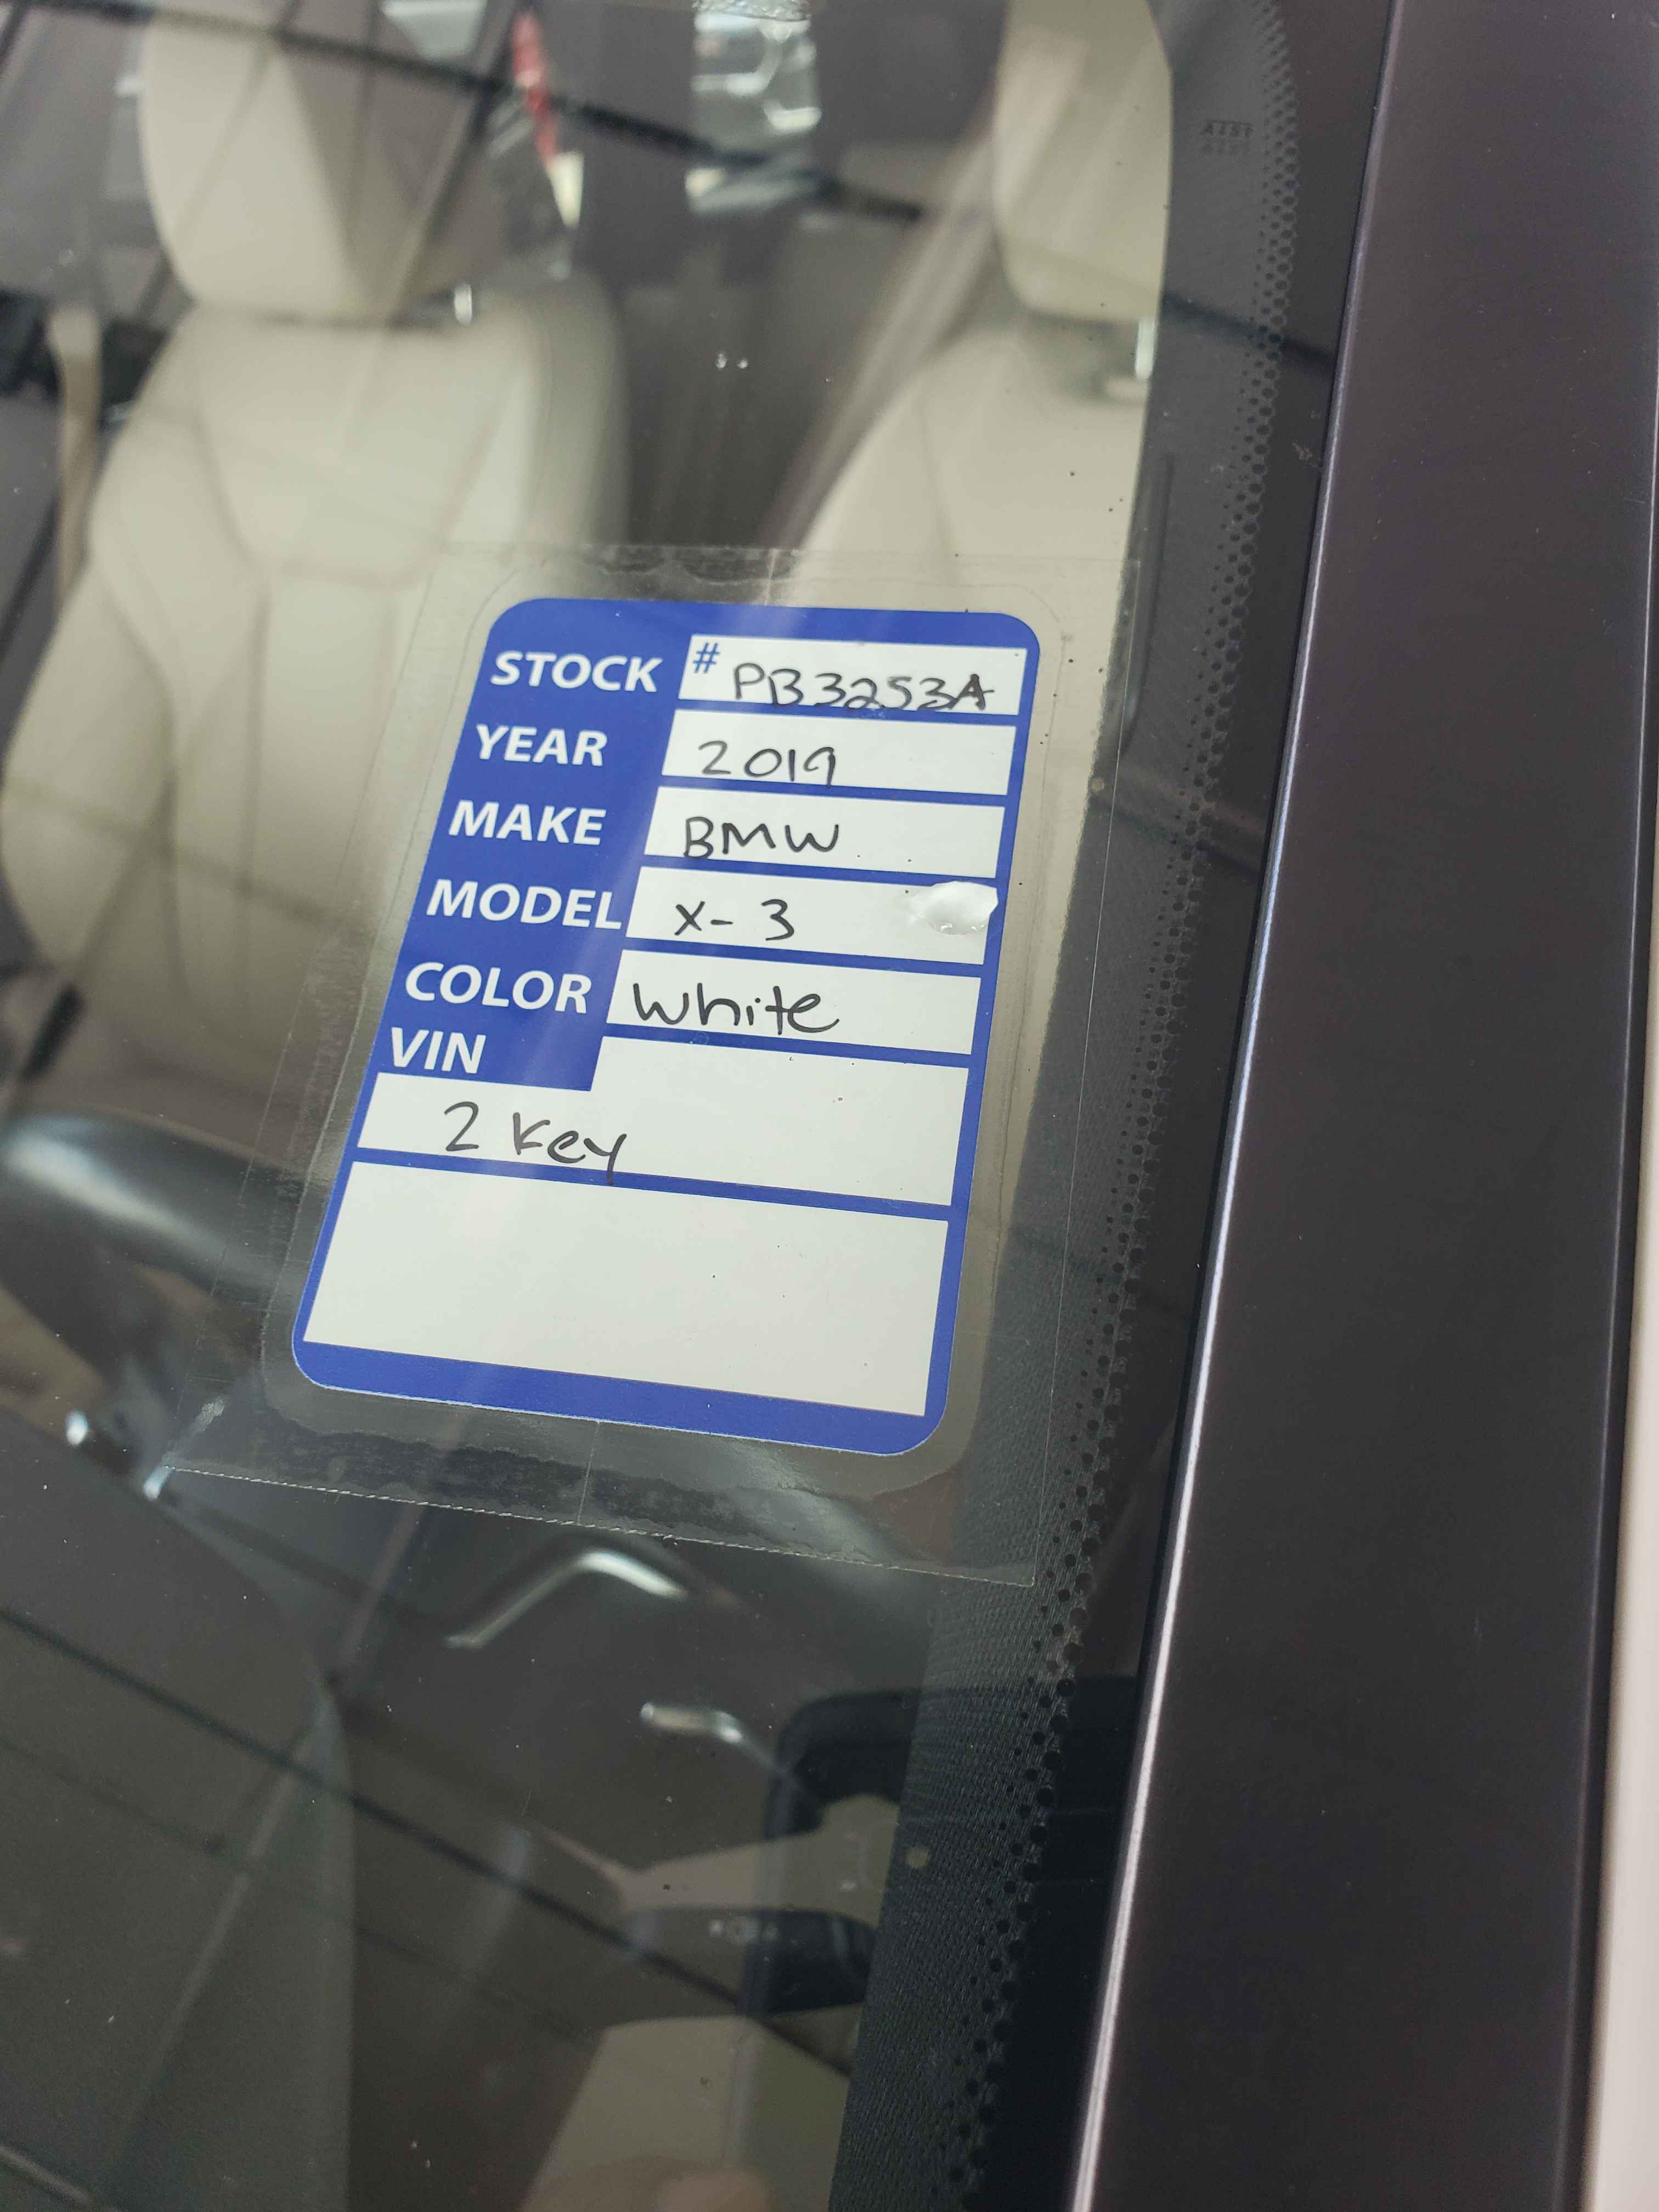 STOCK # PB3253A
YEAR 2019
MAKE BMW
MODEL X-3
COLOR White
VIN
2 Key